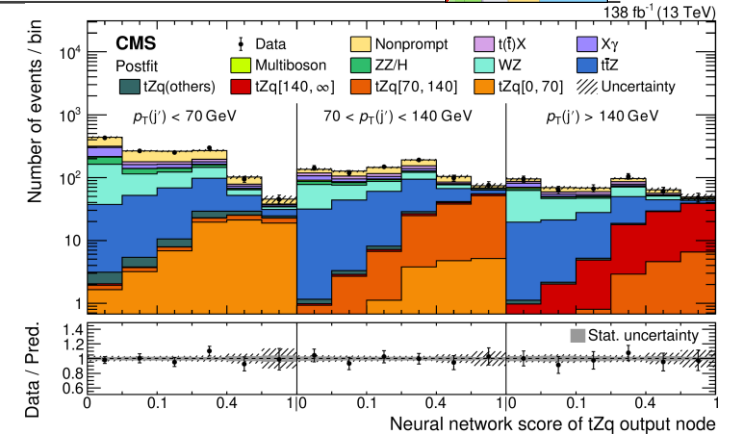 138 fb⁻¹ (13 TeV)
Number of events / bin
10⁴
10³
10²
10
1
CMS
Data
Nonprompt
t(t̄)X
Xγ
Postfit
Multiboson
ZZ/H
WZ
tt̄Z
tZq(others)
tZq[140, ∞]
tZq[70, 140]
tZq[0, 70]
Uncertainty
p_T(j′) < 70 GeV
70 < p_T(j′) < 140 GeV
p_T(j′) > 140 GeV
Data / Pred.
1.4
1.2
1
0.8
0.6
Stat. uncertainty
0 0.1 0.4 1 0 0.1 0.4 1 0 0.1 0.4 1
Neural network score of tZq output node